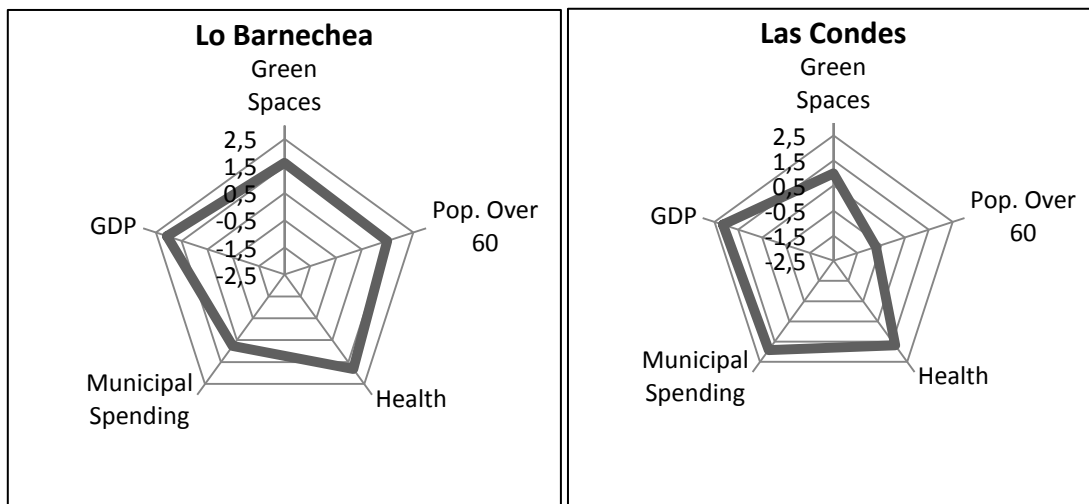 Lo Barnechea
Green
Spaces
2,5
1,5
0,5
-0,5
-1,5
-2,5
GDP
Pop. Over
60
Municipal
Spending
Health
Las Condes
Green
Spaces
2,5
1,5
0,5
-0,5
-1,5
-2,5
GDP
Pop. Over
60
Municipal
Spending
Health